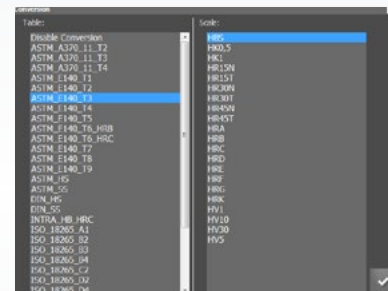 Conversion
Table:
Disable Conversion
ASTM_A370_11_T2
ASTM_A370_11_T3
ASTM_A370_11_T4
ASTM_E140_T1
ASTM_E140_T2
ASTM_E140_T3
ASTM_E140_T4
ASTM_E140_T5
ASTM_E140_T6_HRB
ASTM_E140_T6_HRC
ASTM_E140_T7
ASTM_E140_T8
ASTM_E140_T9
ASTM_HS
ASTM_SS
DIN_HS
DIN_SS
INTRA_HB_HRC
ISO_18265_A1
ISO_18265_B2
ISO_18265_B3
ISO_18265_B4
ISO_18265_C2
ISO_18265_D2
ISO_18265_D4
Scale:
HBS
HK0,5
HK1
HR15N
HR15T
HR30N
HR30T
HR45N
HR45T
HRA
HRB
HRC
HRD
HRE
HRF
HRG
HRK
HV1
HV10
HV30
HV5